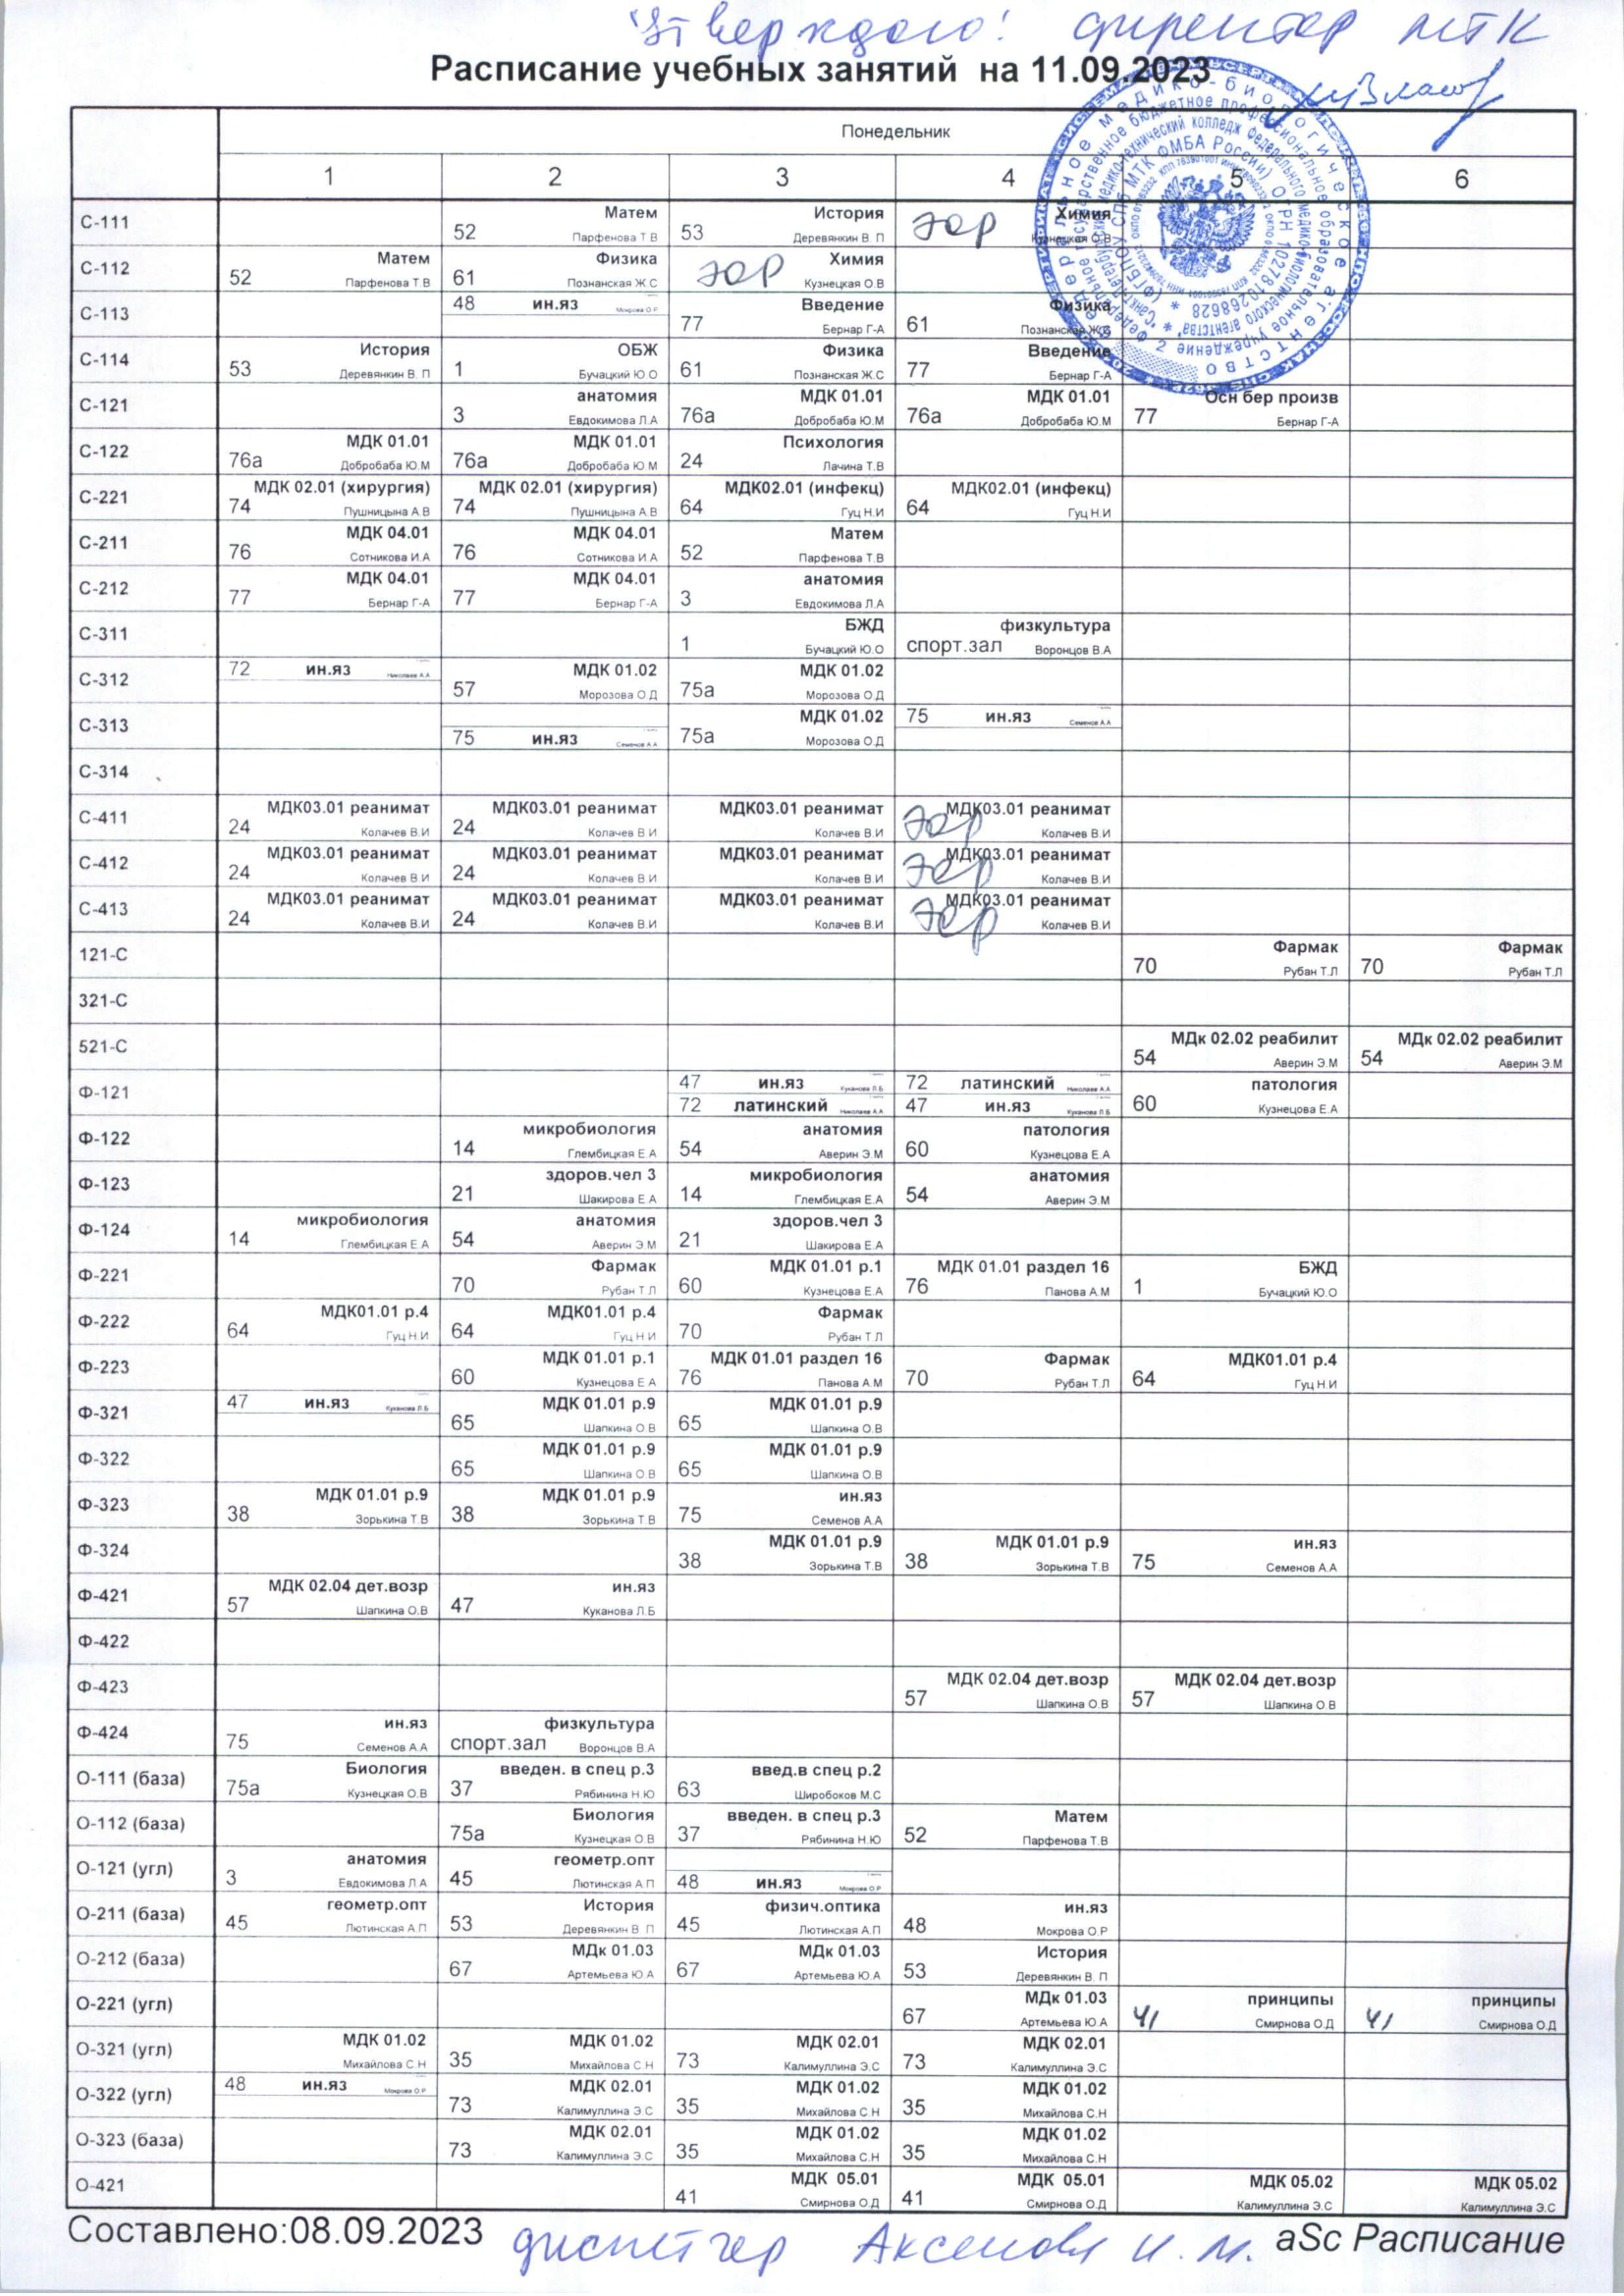 "Утверждаю! директор МТК
Расписание учебных занятий на 11.09.2023
Понедельник
1 2 3 4 5 6
С-111 52 Матем Парфенова Т.В 53 История Деревянкин В. П ЭОР Химия Кузнецкая О.В
С-112 52 Матем Парфенова Т.В 61 Физика Познанская Ж.С ЭОР Химия Кузнецкая О.В
С-113 48 ин.яз Мокрова О.Р 77 Введение Бернар Г-А 61 Физика Познанская Ж.С
С-114 53 История Деревянкин В. П 1 ОБЖ Бучацкий Ю.О 61 Физика Познанская Ж.С 77 Введение Бернар Г-А
С-121 3 анатомия Евдокимова Л.А 76а МДК 01.01 Добробаба Ю.М 76а МДК 01.01 Добробаба Ю.М 77 Осн бер произв Бернар Г-А
С-122 76а МДК 01.01 Добробаба Ю.М 76а МДК 01.01 Добробаба Ю.М 24 Психология Лачина Т.В
С-221 74 МДК 02.01 (хирургия) Пушницына А.В 74 МДК 02.01 (хирургия) Пушницына А.В 64 МДК02.01 (инфекц) Гуц Н.И 64 МДК02.01 (инфекц) Гуц Н.И
С-211 76 МДК 04.01 Сотникова И.А 76 МДК 04.01 Сотникова И.А 52 Матем Парфенова Т.В
С-212 77 МДК 04.01 Бернар Г-А 77 МДК 04.01 Бернар Г-А 3 анатомия Евдокимова Л.А
С-311 1 БЖД Бучацкий Ю.О спорт.зал физкультура Воронцов В.А
С-312 72 ин.яз Николаев А.А 57 МДК 01.02 Морозова О.Д 75а МДК 01.02 Морозова О.Д
С-313 75 ин.яз Семенов А.А 75а МДК 01.02 Морозова О.Д 75 ин.яз Семенов А.А
С-314
С-411 24 МДК03.01 реанимат Колачев В.И 24 МДК03.01 реанимат Колачев В.И МДК03.01 реанимат Колачев В.И ЭОР МДК03.01 реанимат Колачев В.И
С-412 24 МДК03.01 реанимат Колачев В.И 24 МДК03.01 реанимат Колачев В.И МДК03.01 реанимат Колачев В.И ЭОР МДК03.01 реанимат Колачев В.И
С-413 24 МДК03.01 реанимат Колачев В.И 24 МДК03.01 реанимат Колачев В.И МДК03.01 реанимат Колачев В.И ЭОР МДК03.01 реанимат Колачев В.И
121-С 70 Фармак Рубан Т.Л 70 Фармак Рубан Т.Л
321-С
521-С 54 МДк 02.02 реабилит Аверин Э.М 54 МДк 02.02 реабилит Аверин Э.М
Ф-121 47 ин.яз Куканова Л.Б 72 латинский Николаев А.А 72 латинский Николаев А.А 47 ин.яз Куканова Л.Б 60 патология Кузнецова Е.А
Ф-122 14 микробиология Глембицкая Е.А 54 анатомия Аверин Э.М 60 патология Кузнецова Е.А
Ф-123 21 здоров.чел 3 Шакирова Е.А 14 микробиология Глембицкая Е.А 54 анатомия Аверин Э.М
Ф-124 14 микробиология Глембицкая Е.А 54 анатомия Аверин Э.М 21 здоров.чел 3 Шакирова Е.А
Ф-221 70 Фармак Рубан Т.Л 60 МДК 01.01 р.1 Кузнецова Е.А 76 МДК 01.01 раздел 16 Панова А.М 1 БЖД Бучацкий Ю.О
Ф-222 64 МДК01.01 р.4 Гуц Н.И 64 МДК01.01 р.4 Гуц Н.И 70 Фармак Рубан Т.Л
Ф-223 60 МДК 01.01 р.1 Кузнецова Е.А 76 МДК 01.01 раздел 16 Панова А.М 70 Фармак Рубан Т.Л 64 МДК01.01 р.4 Гуц Н.И
Ф-321 47 ин.яз Куканова Л.Б 65 МДК 01.01 р.9 Шапкина О.В 65 МДК 01.01 р.9 Шапкина О.В
Ф-322 65 МДК 01.01 р.9 Шапкина О.В 65 МДК 01.01 р.9 Шапкина О.В
Ф-323 38 МДК 01.01 р.9 Зорькина Т.В 38 МДК 01.01 р.9 Зорькина Т.В 75 ин.яз Семенов А.А
Ф-324 38 МДК 01.01 р.9 Зорькина Т.В 38 МДК 01.01 р.9 Зорькина Т.В 75 ин.яз Семенов А.А
Ф-421 57 МДК 02.04 дет.возр Шапкина О.В 47 ин.яз Куканова Л.Б
Ф-422
Ф-423 57 МДК 02.04 дет.возр Шапкина О.В 57 МДК 02.04 дет.возр Шапкина О.В
Ф-424 75 ин.яз Семенов А.А спорт.зал физкультура Воронцов В.А
О-111 (база) 75а Биология Кузнецкая О.В 37 введен. в спец р.3 Рябинина Н.Ю 63 введ.в спец р.2 Широбоков М.С
О-112 (база) 75а Биология Кузнецкая О.В 37 введен. в спец р.3 Рябинина Н.Ю 52 Матем Парфенова Т.В
О-121 (угл) 3 анатомия Евдокимова Л.А 45 геометр.опт Лютинская А.П 48 ин.яз Мокрова О.Р
О-211 (база) 45 геометр.опт Лютинская А.П 53 История Деревянкин В. П 45 физич.оптика Лютинская А.П 48 ин.яз Мокрова О.Р
О-212 (база) 67 МДк 01.03 Артемьева Ю.А 67 МДк 01.03 Артемьева Ю.А 53 История Деревянкин В. П
О-221 (угл) 67 МДк 01.03 Артемьева Ю.А 41 принципы Смирнова О.Д 41 принципы Смирнова О.Д
О-321 (угл) МДК 01.02 Михайлова С.Н 35 МДК 01.02 Михайлова С.Н 73 МДК 02.01 Калимуллина Э.С 73 МДК 02.01 Калимуллина Э.С
О-322 (угл) 48 ин.яз Мокрова О.Р 73 МДК 02.01 Калимуллина Э.С 35 МДК 01.02 Михайлова С.Н 35 МДК 01.02 Михайлова С.Н
О-323 (база) 73 МДК 02.01 Калимуллина Э.С 35 МДК 01.02 Михайлова С.Н 35 МДК 01.02 Михайлова С.Н
О-421 41 МДК 05.01 Смирнова О.Д 41 МДК 05.01 Смирнова О.Д МДК 05.02 Калимуллина Э.С МДК 05.02 Калимуллина Э.С
Составлено:08.09.2023 диспетчер Аксенова И. М. aSc Расписание